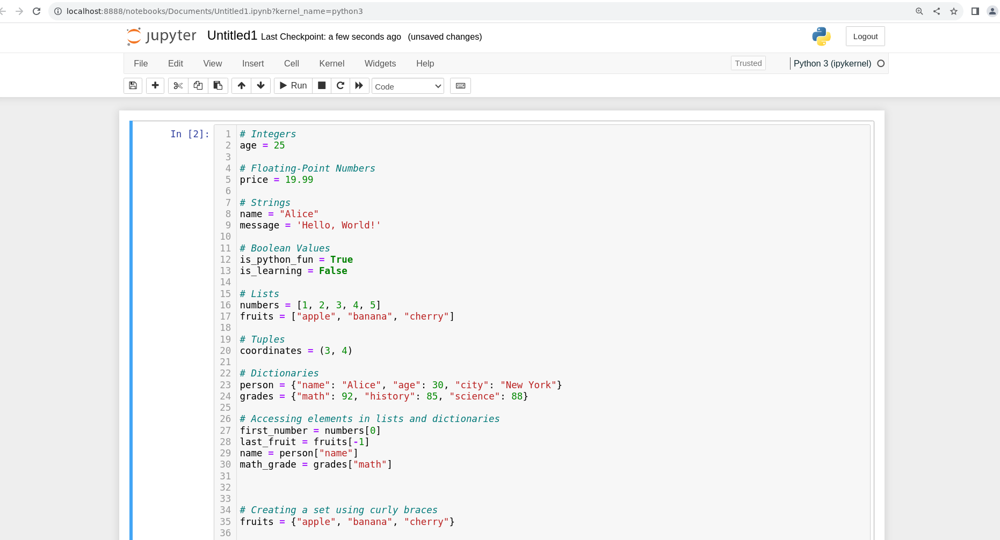 localhost:8888/notebooks/Documents/Untitled1.ipynb?kernel_name=python3
jupyter Untitled1 Last Checkpoint: a few seconds ago (unsaved changes) Logout
File Edit View Insert Cell Kernel Widgets Help Trusted Python 3 (ipykernel)
Run Code
In [2]:
1 # Integers
2 age = 25
3
4 # Floating-Point Numbers
5 price = 19.99
6
7 # Strings
8 name = "Alice"
9 message = 'Hello, World!'
10
11 # Boolean Values
12 is_python_fun = True
13 is_learning = False
14
15 # Lists
16 numbers = [1, 2, 3, 4, 5]
17 fruits = ["apple", "banana", "cherry"]
18
19 # Tuples
20 coordinates = (3, 4)
21
22 # Dictionaries
23 person = {"name": "Alice", "age": 30, "city": "New York"}
24 grades = {"math": 92, "history": 85, "science": 88}
25
26 # Accessing elements in lists and dictionaries
27 first_number = numbers[0]
28 last_fruit = fruits[-1]
29 name = person["name"]
30 math_grade = grades["math"]
31
32
33
34 # Creating a set using curly braces
35 fruits = {"apple", "banana", "cherry"}
36